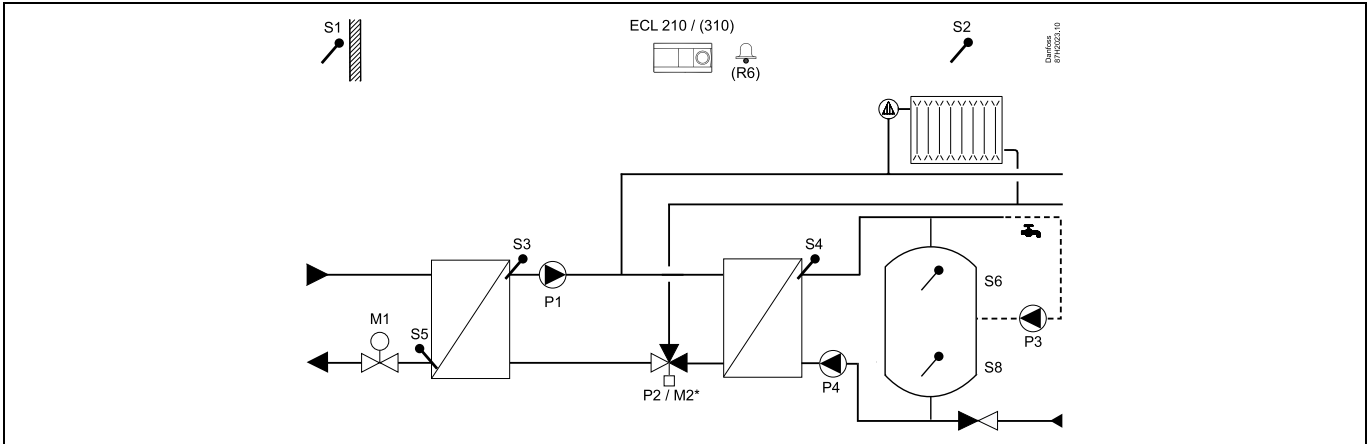 S1
ECL 210 / (310)
S2
(R6)
Danfoss
87H2023.10
S3
S4
P1
S6
M1
S5
P3
S8
P4
P2 / M2*